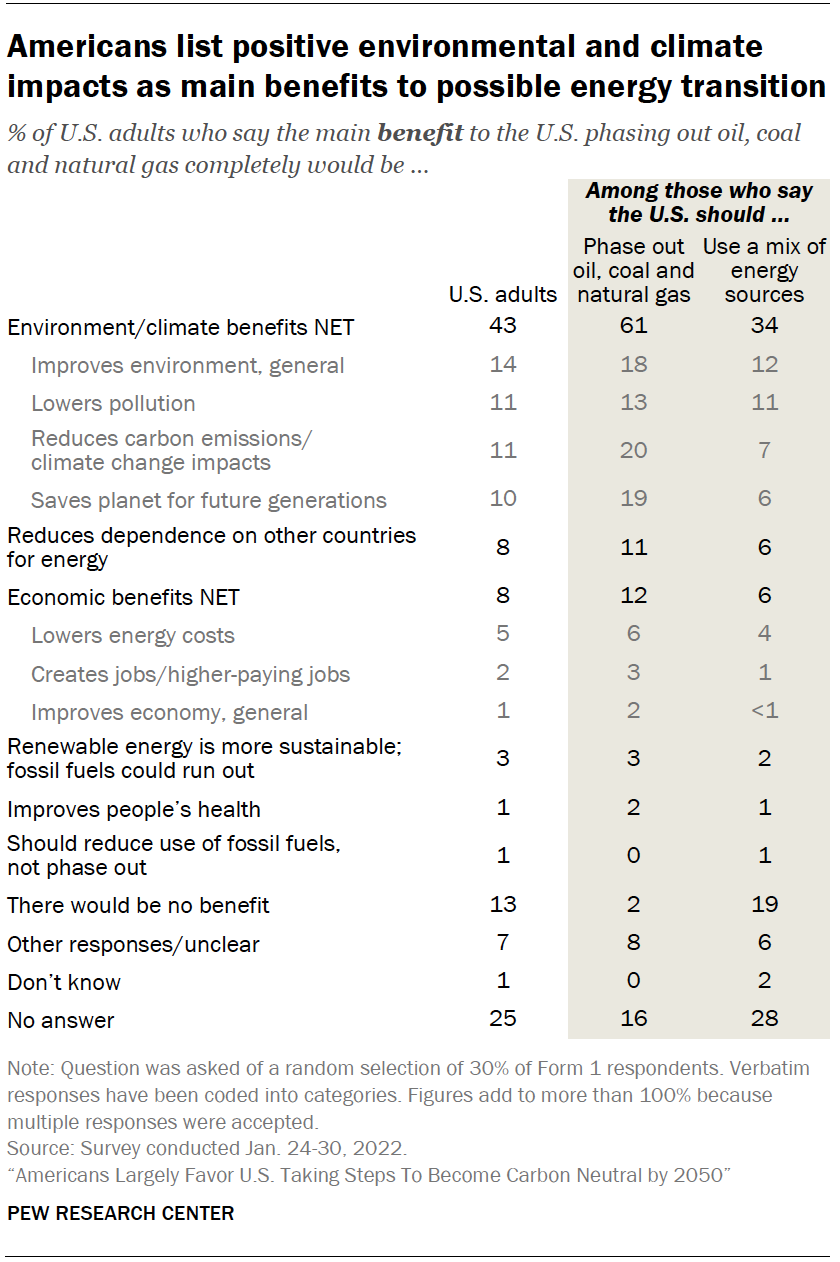 Americans list positive environmental and climate
impacts as main benefits to possible energy transition
% of U.S. adults who say the main benefit to the U.S. phasing out oil, coal
and natural gas completely would be ...
Among those who say
the U.S. should ...
U.S. adults
Phase out
oil, coal and
natural gas
Use a mix of
energy
sources
Environment/climate benefits NET 43 61 34
Improves environment, general 14 18 12
Lowers pollution 11 13 11
Reduces carbon emissions/
climate change impacts 11 20 7
Saves planet for future generations 10 19 6
Reduces dependence on other countries
for energy 8 11 6
Economic benefits NET 8 12 6
Lowers energy costs 5 6 4
Creates jobs/higher-paying jobs 2 3 1
Improves economy, general 1 2 <1
Renewable energy is more sustainable;
fossil fuels could run out 3 3 2
Improves people’s health 1 2 1
Should reduce use of fossil fuels,
not phase out 1 0 1
There would be no benefit 13 2 19
Other responses/unclear 7 8 6
Don’t know 1 0 2
No answer 25 16 28
Note: Question was asked of a random selection of 30% of Form 1 respondents. Verbatim
responses have been coded into categories. Figures add to more than 100% because
multiple responses were accepted.
Source: Survey conducted Jan. 24-30, 2022.
“Americans Largely Favor U.S. Taking Steps To Become Carbon Neutral by 2050”
PEW RESEARCH CENTER